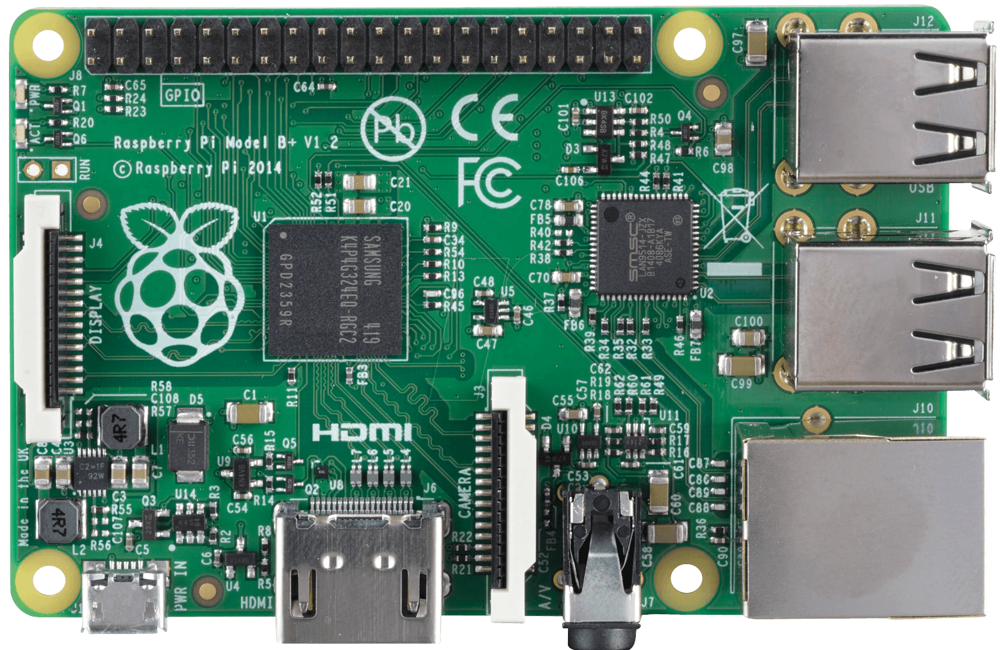 J8
PWR
R7
Q1
R20
ACT
Q6
C65
R24
R23
GPIO
C64
Raspberry Pi Model B+ V1.2
© Raspberry Pi 2014
RUN
Pb
CE
FC
C101
U13
C102
R50
R4
R48
R47
Q4
R6
D3
C106
C97
C98
J12
USB
J11
R44
R41
R52
R51
C21
C20
U1
SAMSUNG 419
K4P4G324EQ-RGC2
GPD2359R
R9
C34
R54
R10
R13
C96
R45
C48
U5
C46
C47
C78
FB5
R40
R42
R38
C70
R37
FB6
smsc®
LAN9514-JZX
B1408-A1B17
U2
R39
R34
R35
R32
R33
R46
FB7
C100
C99
J4
DISPLAY
R58
C108
R57
D5
C1
R11
FB3
J3
HDMI
C62
R19
R18
C57
C55
R62
R60
R61
R49
D4
U10
U11
C59
R17
R16
C61
C53
J10
4R7
L1
U3
C2=1F
92W
C7
C3
R55
C107
R56
4R7
L2
Made in the UK
Q3
U14
R3
R2
C5
C56
U9
R15
Q5
R14
C54
Q2
U8
L7
L6
L5
L4
J6
CAMERA
R8
C6
U4
R5
HDMI
R22
R21
PWR IN
J1
FB4
C52
A/V
J7
C60
C58
C87
C86
C89
C88
R36
C90